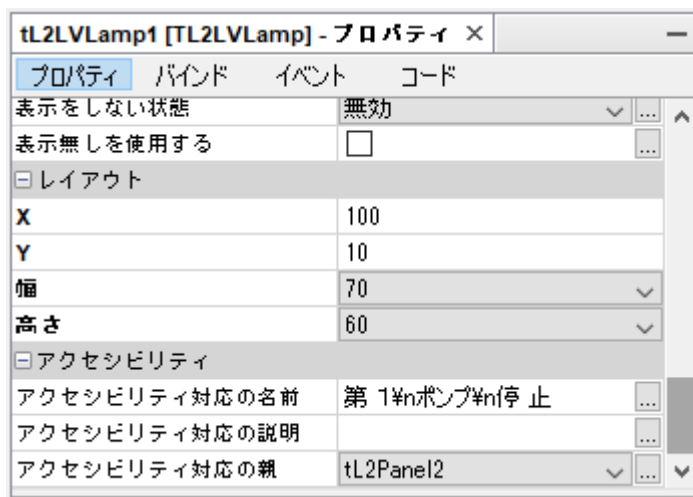 tL2LVLamp1 [TL2LVLamp] - プロパティ ×
プロパティ バインド イベント コード
表示をしない状態 無効 ...
表示無しを使用する ...
レイアウト
X 100
Y 10
幅 70
高さ 60
アクセシビリティ
アクセシビリティ対応の名前 第 1¥nポンプ¥n停 止 ...
アクセシビリティ対応の説明 ...
アクセシビリティ対応の親 tL2Panel2 ...